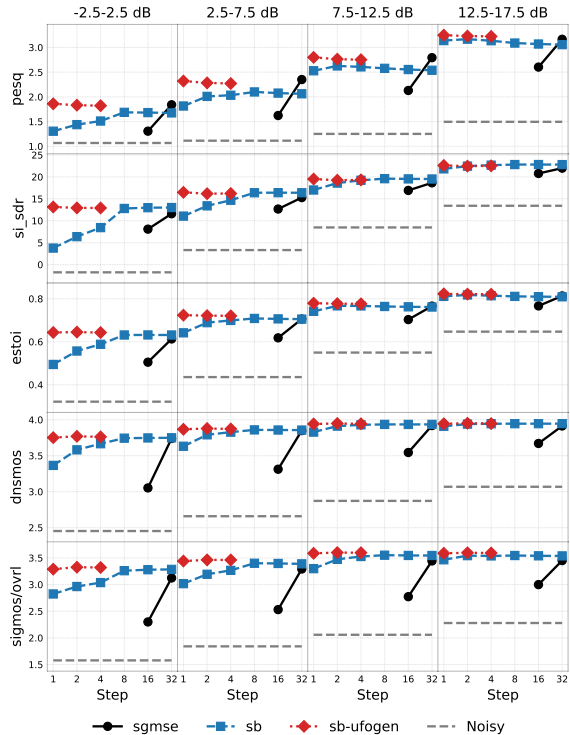 -2.5-2.5 dB 2.5-7.5 dB 7.5-12.5 dB 12.5-17.5 dB
pesq
3.0
2.5
2.0
1.5
1.0
si_sdr
25
20
15
10
5
0
estoi
0.8
0.6
0.4
dnsmos
4.0
3.5
3.0
2.5
sigmos/ovrl
3.5
3.0
2.5
2.0
1.5
1 2 4 8 16 32 1 2 4 8 16 32 1 2 4 8 16 32 1 2 4 8 16 32
Step Step Step Step
sgmse sb sb-ufogen Noisy